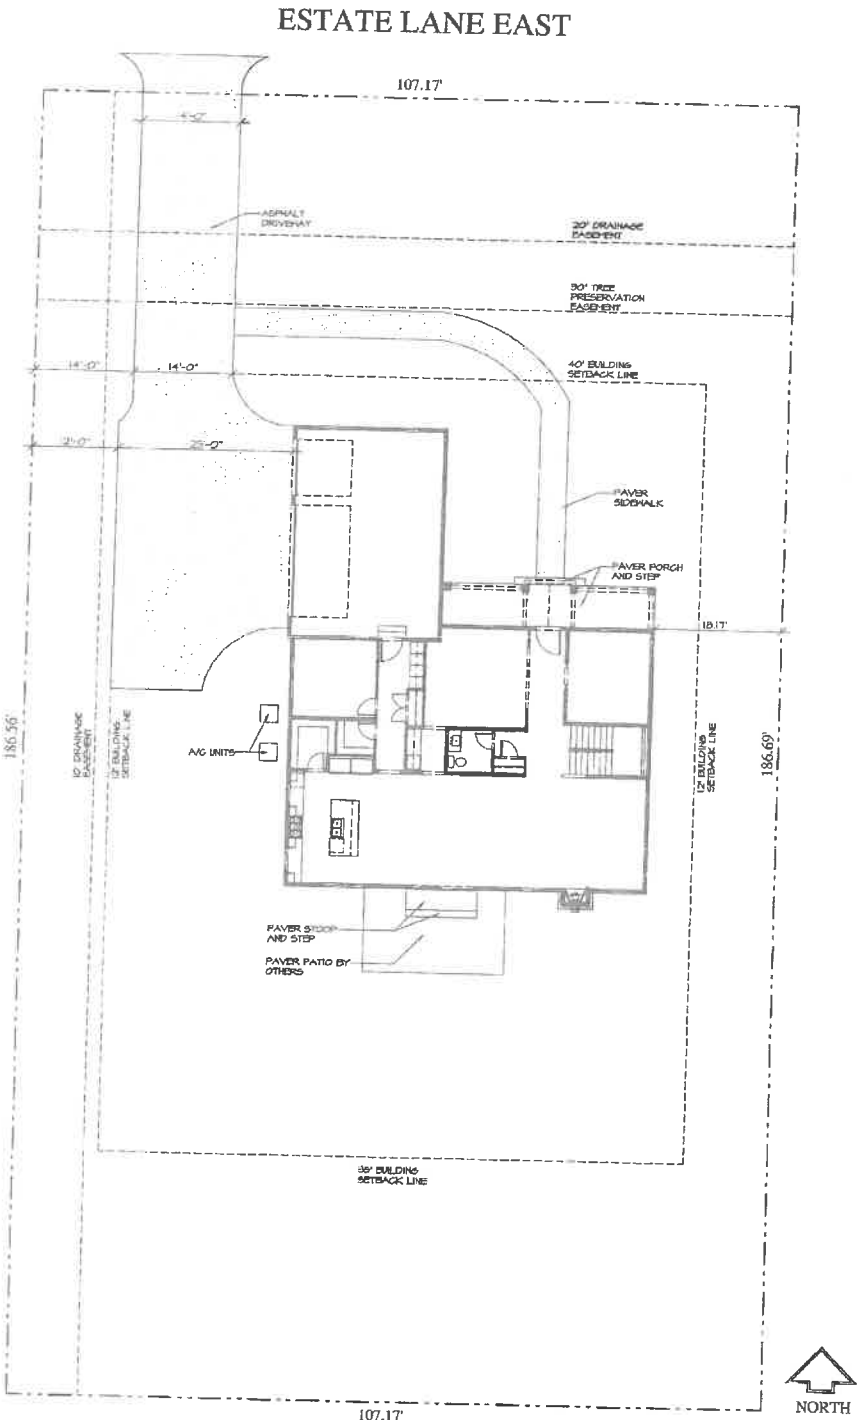 ESTATE LANE EAST
107.17'
ASPHALT
DRIVEWAY
20' DRAINAGE
EASEMENT
30' TREE
PRESERVATION
EASEMENT
14'-0"
14'-0"
40' BUILDING
SETBACK LINE
25'-0"
PAVER
SIDEWALK
PAVER PORCH
AND STEP
18.17'
186.56'
10' DRAINAGE
EASEMENT
12' BUILDING
SETBACK LINE
A/C UNITS
12' BUILDING
SETBACK LINE
186.69'
PAVER STOOP
AND STEP
PAVER PATIO BY
OTHERS
BUILDING
SETBACK LINE
107.17'
NORTH